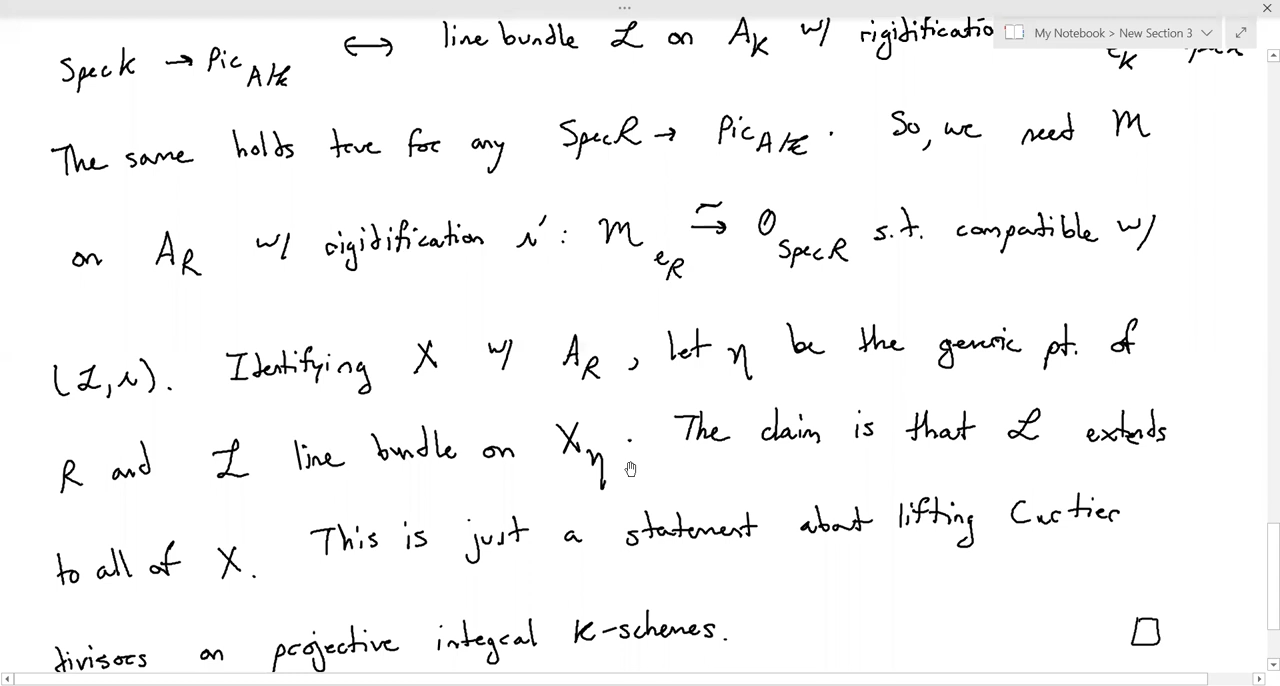 My Notebook > New Section 3
Spec K → Pic_{A/k} ⟷ line bundle ℒ on A_K w/ rigidificatio
The same holds true for any Spec R → Pic_{A/k}. So, we need M
on A_R w/ rigidification i': M_{e_R} ⥲ O_{Spec R} s.t. compatible w/
(ℒ, i). Identifying X w/ A_R, let η be the generic pt. of
R and ℒ line bundle on X_η. The claim is that ℒ extends
to all of X. This is just a statement about lifting Cartier
divisors on projective integral k-schemes. □